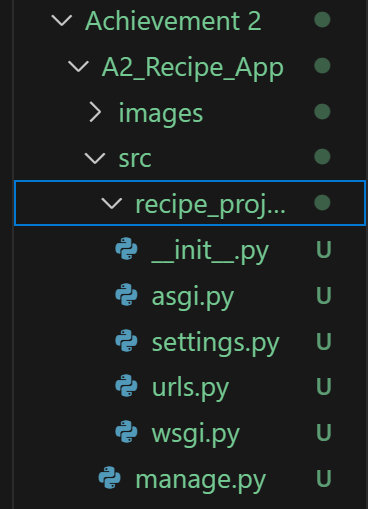 Achievement 2
A2_Recipe_App
images
src
recipe_proj...
__init__.py U
asgi.py U
settings.py U
urls.py U
wsgi.py U
manage.py U